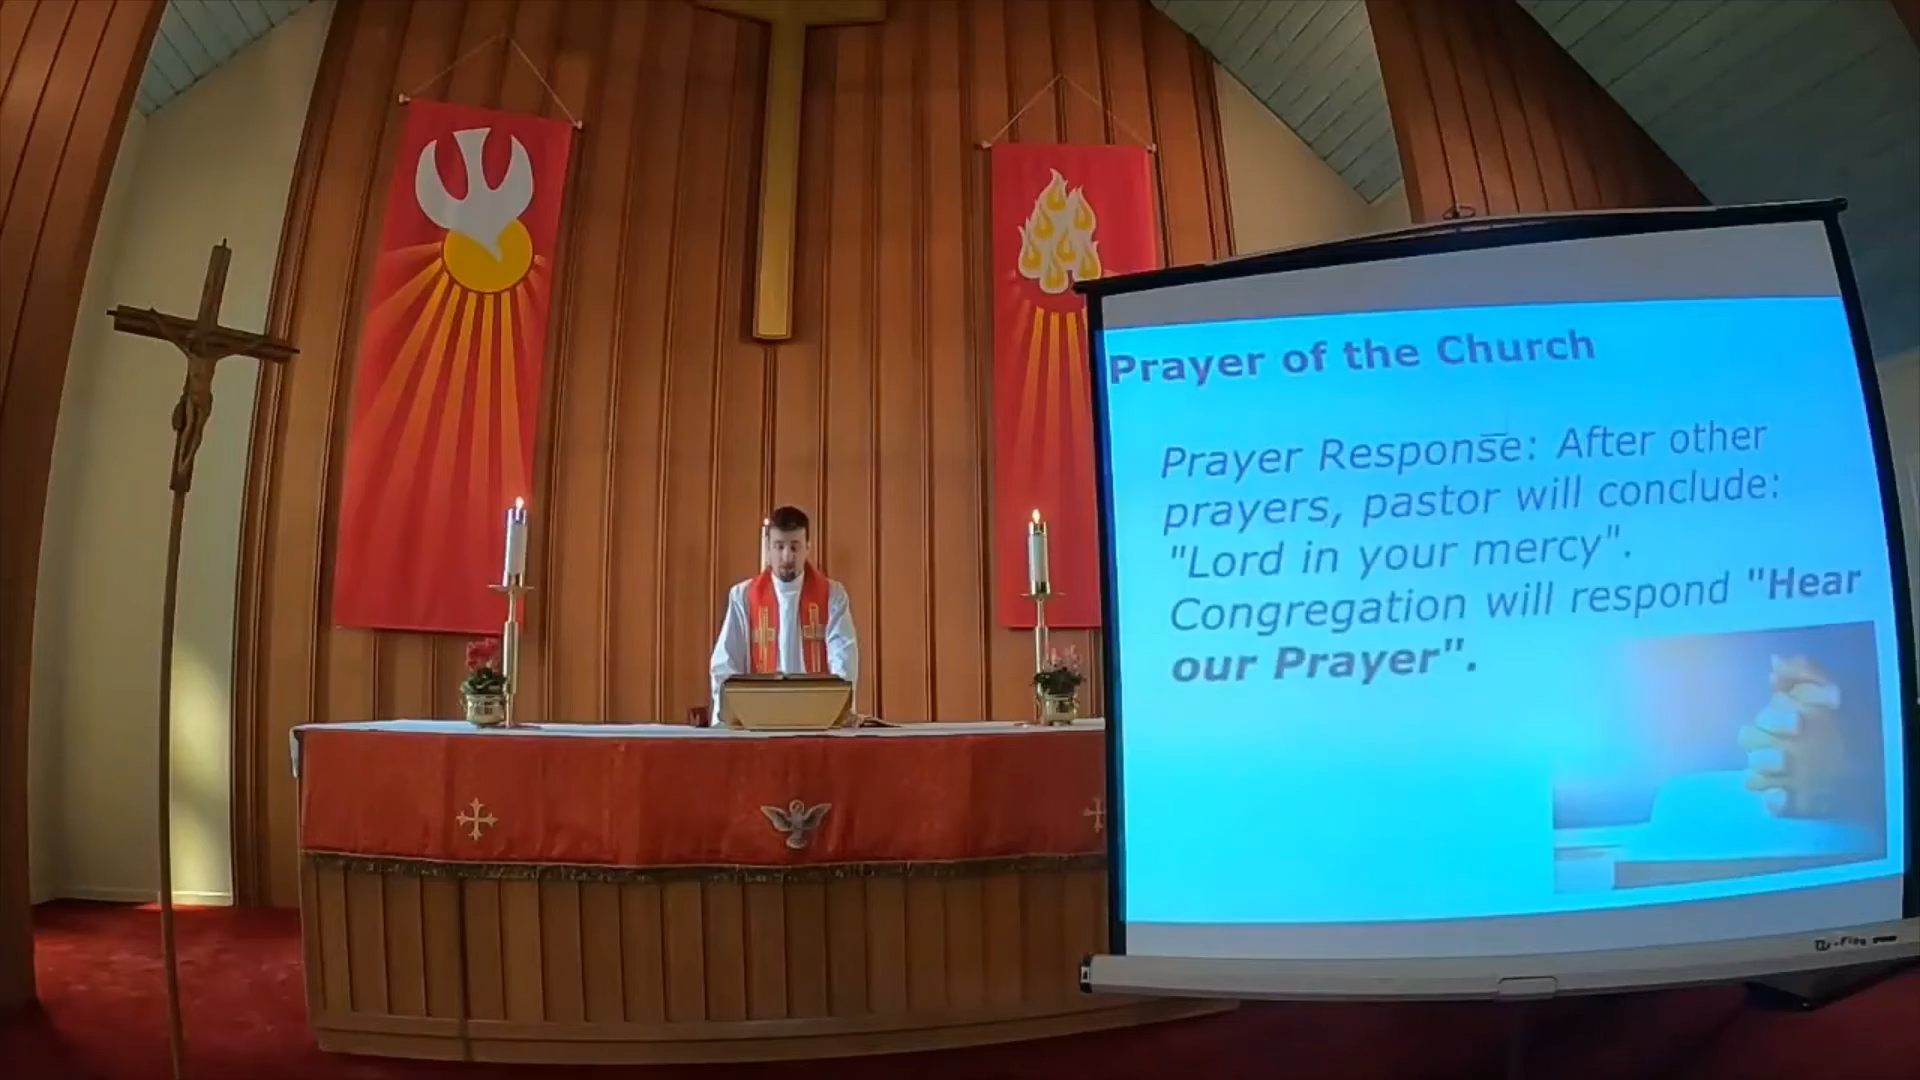 Prayer of the Church
Prayer Response: After other
prayers, pastor will conclude:
"Lord in your mercy".
Congregation will respond "Hear
our Prayer".